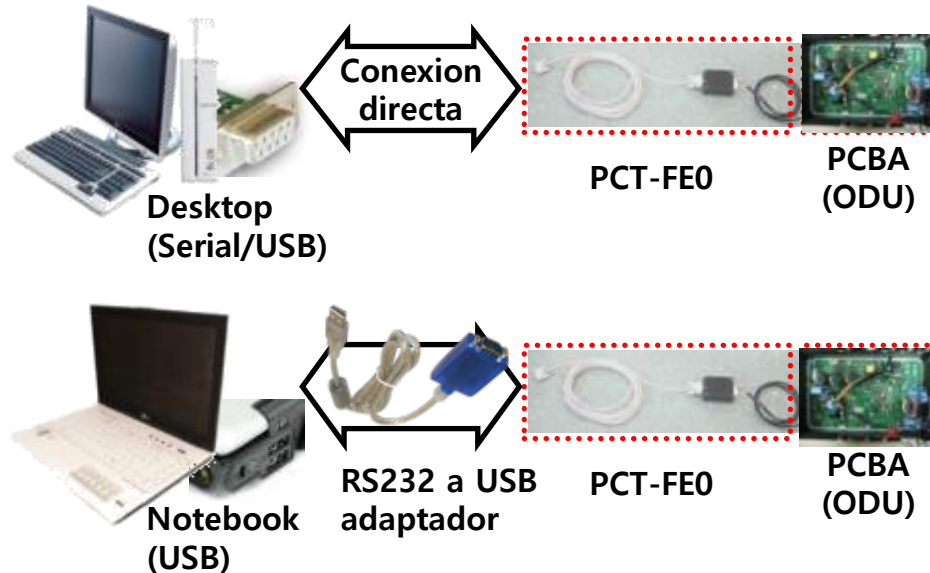 Conexion
directa
PCT-FE0
PCBA
(ODU)
Desktop
(Serial/USB)
RS232 a USB
adaptador
PCT-FE0
PCBA
(ODU)
Notebook
(USB)